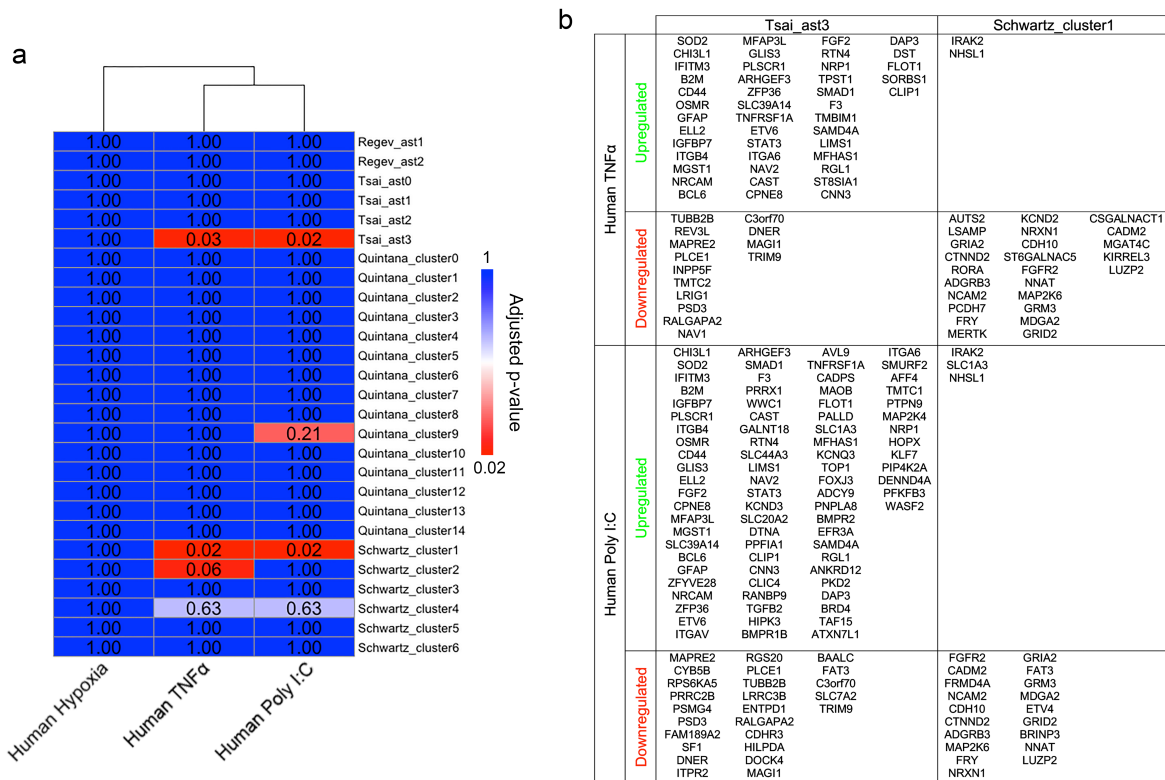 a
1.00 1.00 1.00 Regev_ast1
1.00 1.00 1.00 Regev_ast2
1.00 1.00 1.00 Tsai_ast0
1.00 1.00 1.00 Tsai_ast1
1.00 1.00 1.00 Tsai_ast2
1.00 0.03 0.02 Tsai_ast3
1.00 1.00 1.00 Quintana_cluster0
1.00 1.00 1.00 Quintana_cluster1
1.00 1.00 1.00 Quintana_cluster2
1.00 1.00 1.00 Quintana_cluster3
1.00 1.00 1.00 Quintana_cluster4
1.00 1.00 1.00 Quintana_cluster5
1.00 1.00 1.00 Quintana_cluster6
1.00 1.00 1.00 Quintana_cluster7
1.00 1.00 1.00 Quintana_cluster8
1.00 1.00 0.21 Quintana_cluster9
1.00 1.00 1.00 Quintana_cluster10
1.00 1.00 1.00 Quintana_cluster11
1.00 1.00 1.00 Quintana_cluster12
1.00 1.00 1.00 Quintana_cluster13
1.00 1.00 1.00 Quintana_cluster14
1.00 0.02 0.02 Schwartz_cluster1
1.00 0.06 1.00 Schwartz_cluster2
1.00 1.00 1.00 Schwartz_cluster3
1.00 0.63 0.63 Schwartz_cluster4
1.00 1.00 1.00 Schwartz_cluster5
1.00 1.00 1.00 Schwartz_cluster6
Human Hypoxia
Human TNFα
Human Poly I:C
1
Adjusted p-value
0.02
b
Tsai_ast3 Schwartz_cluster1
Human TNFα
Upregulated
SOD2 MFAP3L FGF2 DAP3 IRAK2
CHI3L1 GLIS3 RTN4 DST NHSL1
IFITM3 PLSCR1 NRP1 FLOT1
B2M ARHGEF3 TPST1 SORBS1
CD44 ZFP36 SMAD1 CLIP1
OSMR SLC39A14 F3
GFAP TNFRSF1A TMBIM1
ELL2 ETV6 SAMD4A
IGFBP7 STAT3 LIMS1
ITGB4 ITGA6 MFHAS1
MGST1 NAV2 RGL1
NRCAM CAST ST8SIA1
BCL6 CPNE8 CNN3
Downregulated
TUBB2B C3orf70 AUTS2 KCND2 CSGALNACT1
REV3L DNER LSAMP NRXN1 CADM2
MAPRE2 MAGI1 GRIA2 CDH10 MGAT4C
PLCE1 TRIM9 CTNND2 ST6GALNAC5 KIRREL3
INPP5F RORA FGFR2 LUZP2
TMTC2 ADGRB3 NNAT
LRIG1 NCAM2 MAP2K6
PSD3 PCDH7 GRM3
RALGAPA2 FRY MDGA2
NAV1 MERTK GRID2
Human Poly I:C
Upregulated
CHI3L1 ARHGEF3 AVL9 ITGA6 IRAK2
SOD2 SMAD1 TNFRSF1A SMURF2 SLC1A3
IFITM3 F3 CADPS AFF4 NHSL1
B2M PRRX1 MAOB TMTC1
IGFBP7 WWC1 FLOT1 PTPN9
PLSCR1 CAST PALLD MAP2K4
ITGB4 GALNT18 SLC1A3 NRP1
OSMR RTN4 MFHAS1 HOPX
CD44 SLC44A3 KCNQ3 KLF7
GLIS3 LIMS1 TOP1 PIP4K2A
ELL2 NAV2 FOXJ3 DENND4A
FGF2 STAT3 ADCY9 PFKFB3
CPNE8 KCND3 PNPLA8 WASF2
MFAP3L SLC20A2 BMPR2
MGST1 DTNA EFR3A
SLC39A14 PPFIA1 SAMD4A
BCL6 CLIP1 RGL1
GFAP CNN3 ANKRD12
ZFYVE28 CLIC4 PKD2
NRCAM RANBP9 DAP3
ZFP36 TGFB2 BRD4
ETV6 HIPK3 TAF15
ITGAV BMPR1B ATXN7L1
Downregulated
MAPRE2 RGS20 BAALC FGFR2 GRIA2
CYB5B PLCE1 FAT3 CADM2 FAT3
RPS6KA5 TUBB2B C3orf70 FRMD4A GRM3
PRRC2B LRRC3B SLC7A2 NCAM2 MDGA2
PSMG4 ENTPD1 TRIM9 CDH10 ETV4
PSD3 RALGAPA2 CTNND2 GRID2
FAM189A2 CDHR3 ADGRB3 BRINP3
SF1 HILPDA MAP2K6 NNAT
DNER DOCK4 FRY LUZP2
ITPR2 MAGI1 NRXN1